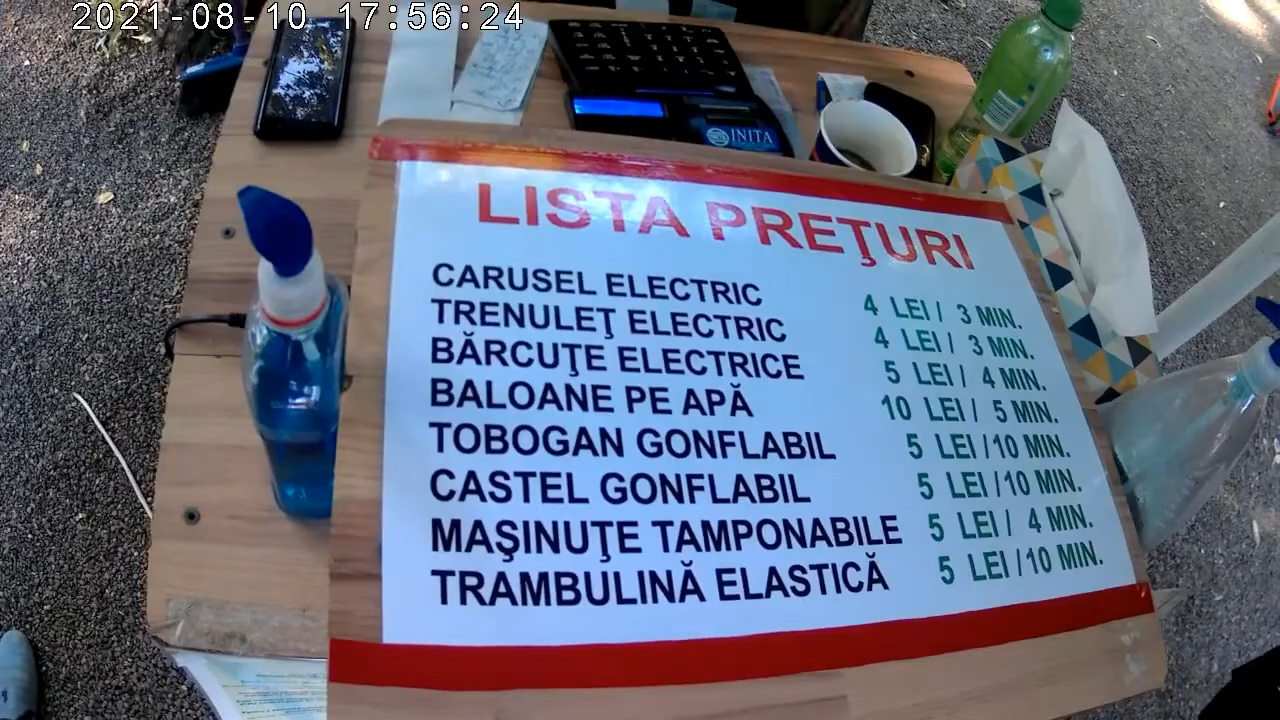 2021-08-10 17:56:24
INITA
LISTA PREŢURI
CARUSEL ELECTRIC 4 LEI / 3 MIN.
TRENULEŢ ELECTRIC 4 LEI / 3 MIN.
BĂRCUŢE ELECTRICE 5 LEI / 4 MIN.
BALOANE PE APĂ 10 LEI / 5 MIN.
TOBOGAN GONFLABIL 5 LEI /10 MIN.
CASTEL GONFLABIL 5 LEI /10 MIN.
MAŞINUŢE TAMPONABILE 5 LEI / 4 MIN.
TRAMBULINĂ ELASTICĂ 5 LEI /10 MIN.